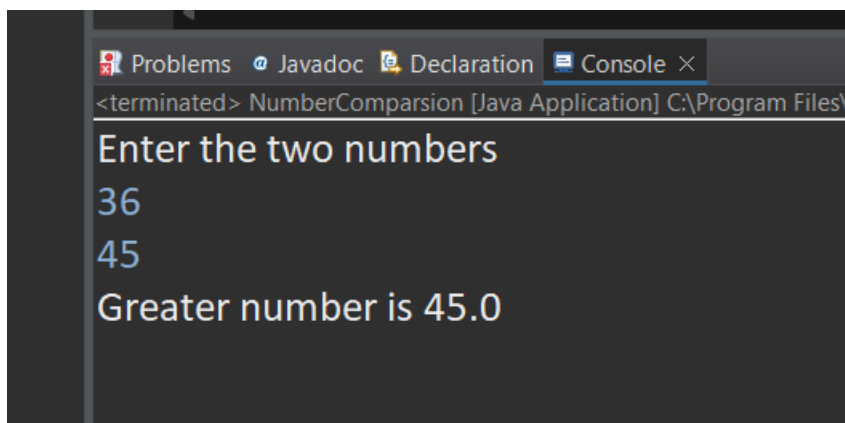 Problems @ Javadoc Declaration Console ×
<terminated> NumberComparsion [Java Application] C:\Program Files\
Enter the two numbers
36
45
Greater number is 45.0